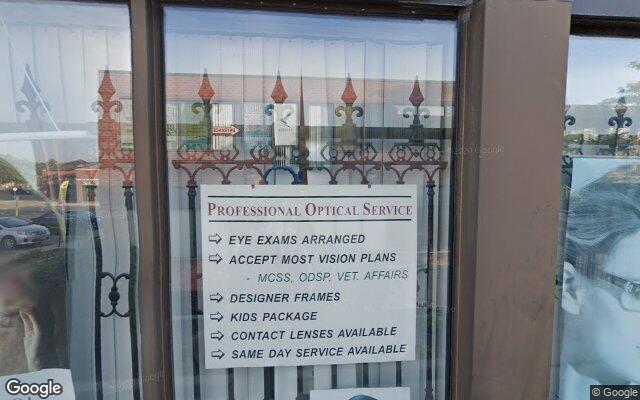 PROFESSIONAL OPTICAL SERVICE
⇨ EYE EXAMS ARRANGED
⇨ ACCEPT MOST VISION PLANS
- MCSS, ODSP, VET. AFFAIRS
⇨ DESIGNER FRAMES
⇨ KIDS PACKAGE
⇨ CONTACT LENSES AVAILABLE
⇨ SAME DAY SERVICE AVAILABLE
Google
© Google